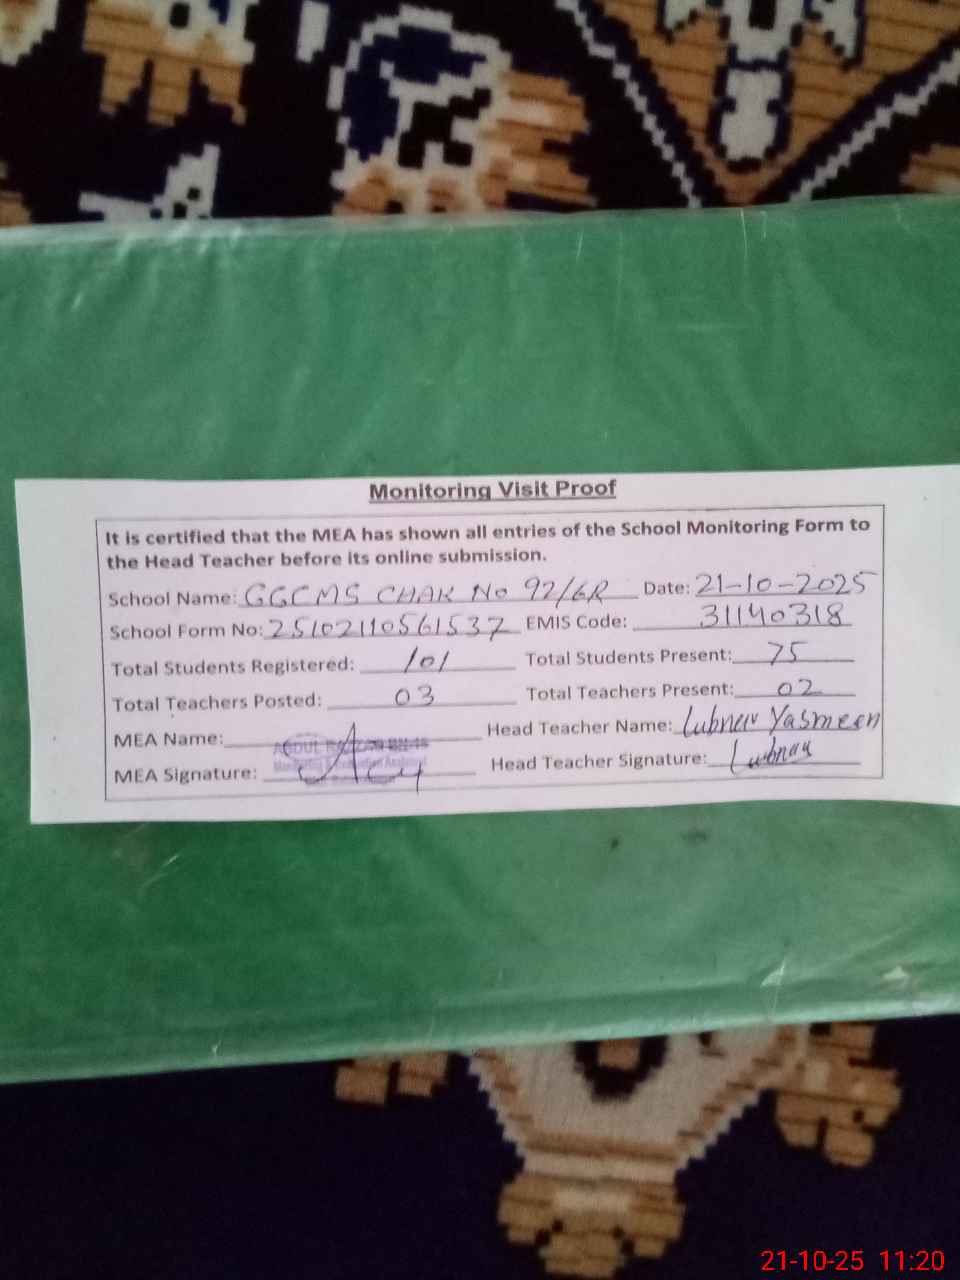 Monitoring Visit Proof
It is certified that the MEA has shown all entries of the School Monitoring Form to
the Head Teacher before its online submission.
School Name: GGCMS CHAK No 92/6R Date: 21-10-2025
School Form No: 25102110561537 EMIS Code: 31140318
Total Students Registered: 101 Total Students Present: 75
Total Teachers Posted: 03 Total Teachers Present: 02
MEA Name: Head Teacher Name: Lubna Yasmeen
ABDUL
MEA Signature: Head Teacher Signature: Lubna
21-10-25 11:20